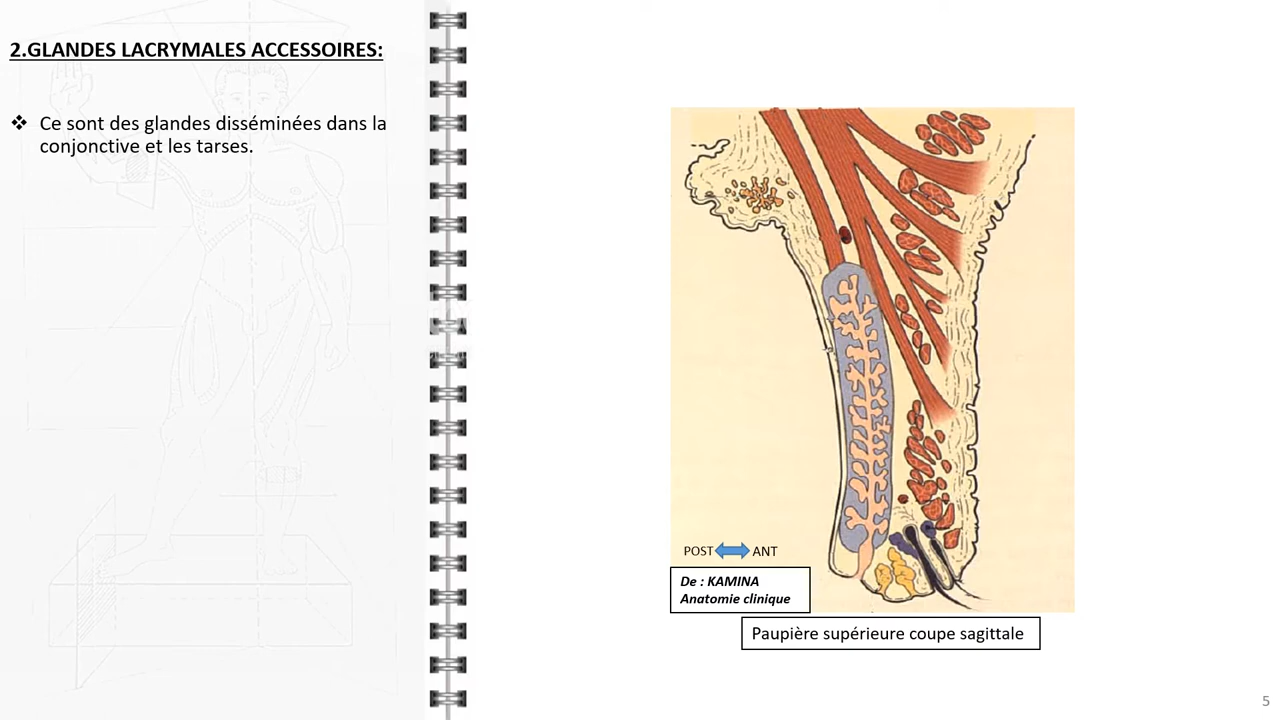 2.GLANDES LACRYMALES ACCESSOIRES:
❖ Ce sont des glandes disséminées dans la
conjonctive et les tarses.
POST ANT
De : KAMINA
Anatomie clinique
Paupière supérieure coupe sagittale
5